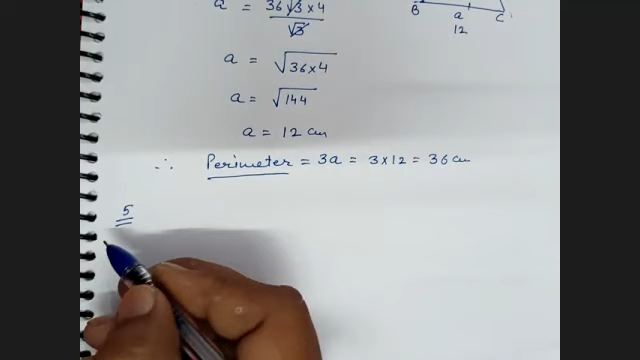 a = 36√3 × 4
√3
B a C
12
a = √36×4
a = √144
a = 12 cm
∴ Perimeter = 3a = 3×12 = 36 cm
5